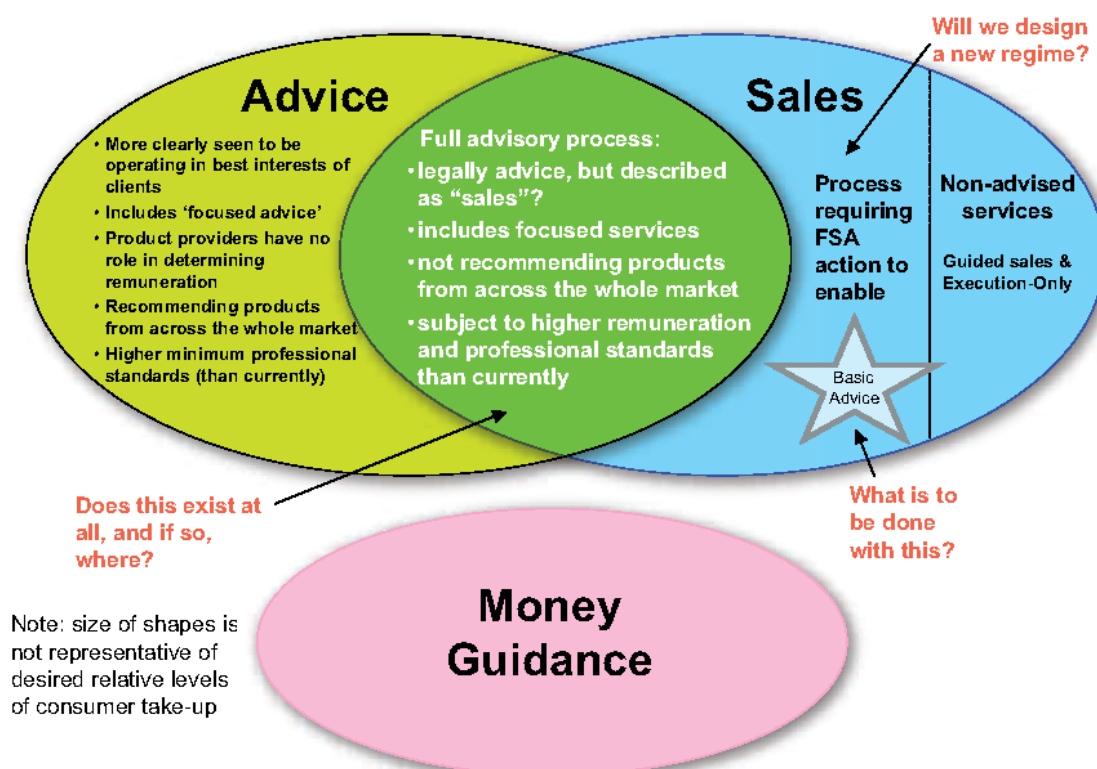 Will we design
a new regime?
Advice
Sales
• More clearly seen to be
operating in best interests of
clients
• Includes ‘focused advice’
• Product providers have no
role in determining
remuneration
• Recommending products
from across the whole market
• Higher minimum professional
standards (than currently)
Full advisory process:
• legally advice, but described
as “sales”?
• includes focused services
• not recommending products
from across the whole market
• subject to higher remuneration
and professional standards
than currently
Process
requiring
FSA
action to
enable
Non-advised
services
Guided sales &
Execution-Only
Basic
Advice
Does this exist at
all, and if so,
where?
What is to
be done
with this?
Money
Guidance
Note: size of shapes is
not representative of
desired relative levels
of consumer take-up